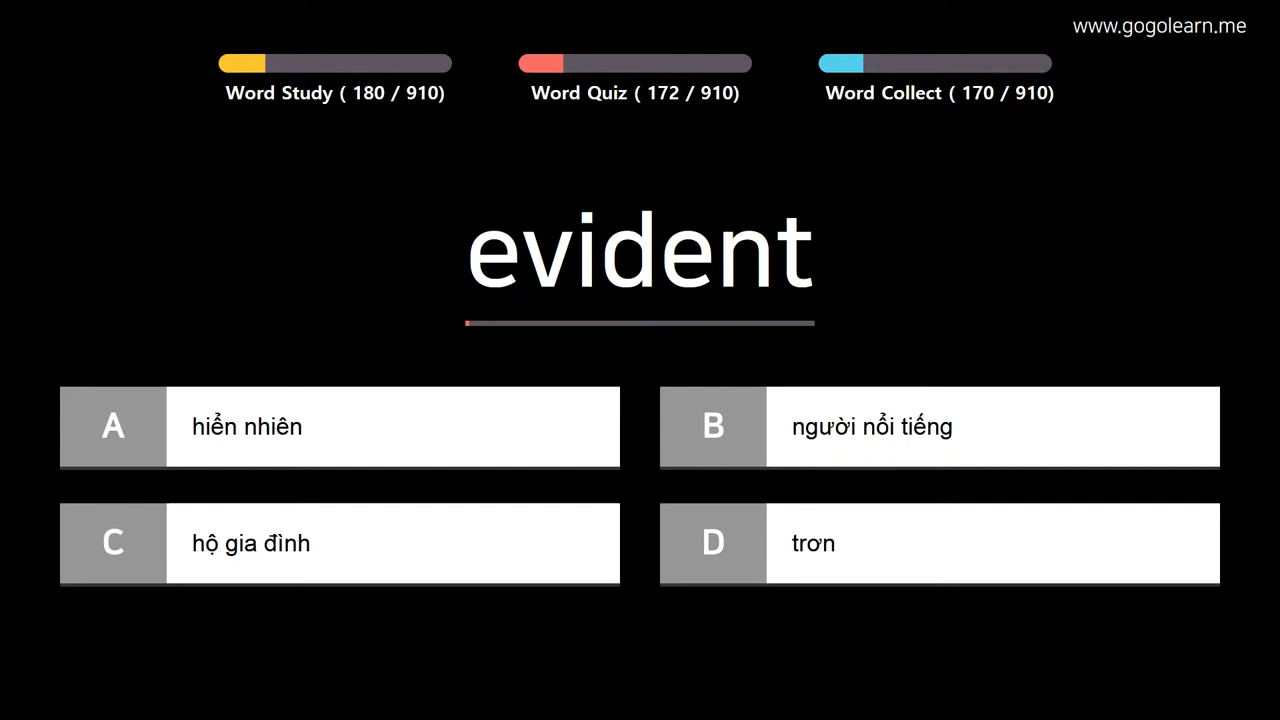 www.gogolearn.me
Word Study ( 180 / 910)
Word Quiz ( 172 / 910)
Word Collect ( 170 / 910)
evident
A hiển nhiên
B người nổi tiếng
C hộ gia đình
D trơn